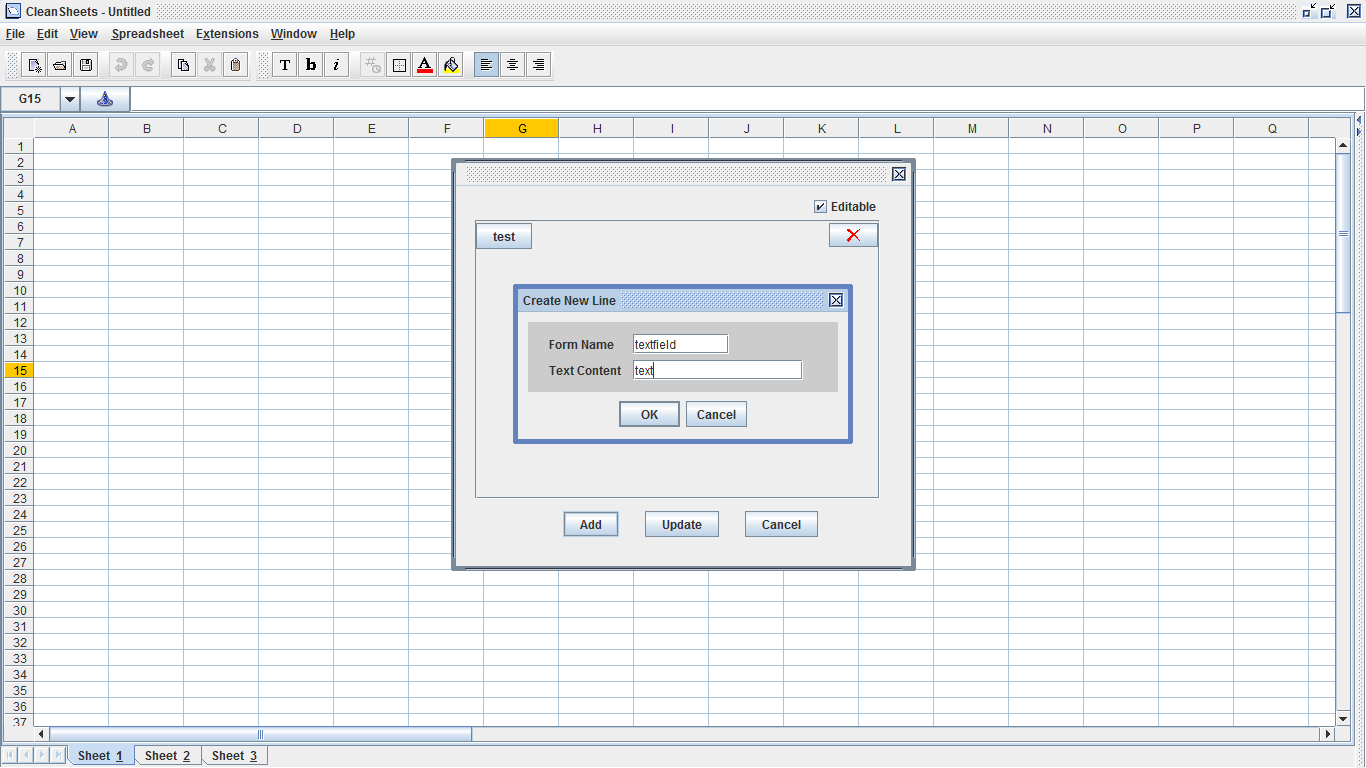 CleanSheets - Untitled
File Edit View Spreadsheet Extensions Window Help
T b i A
G15
A B C D E F G H I J K L M N O P Q
1
2
3
4
5
6
7
8
9
10
11
12
13
14
15
16
17
18
19
20
21
22
23
24
25
26
27
28
29
30
31
32
33
34
35
36
37
Editable
test
Create New Line
Form Name textfield
Text Content text
OK Cancel
Add Update Cancel
Sheet 1 Sheet 2 Sheet 3